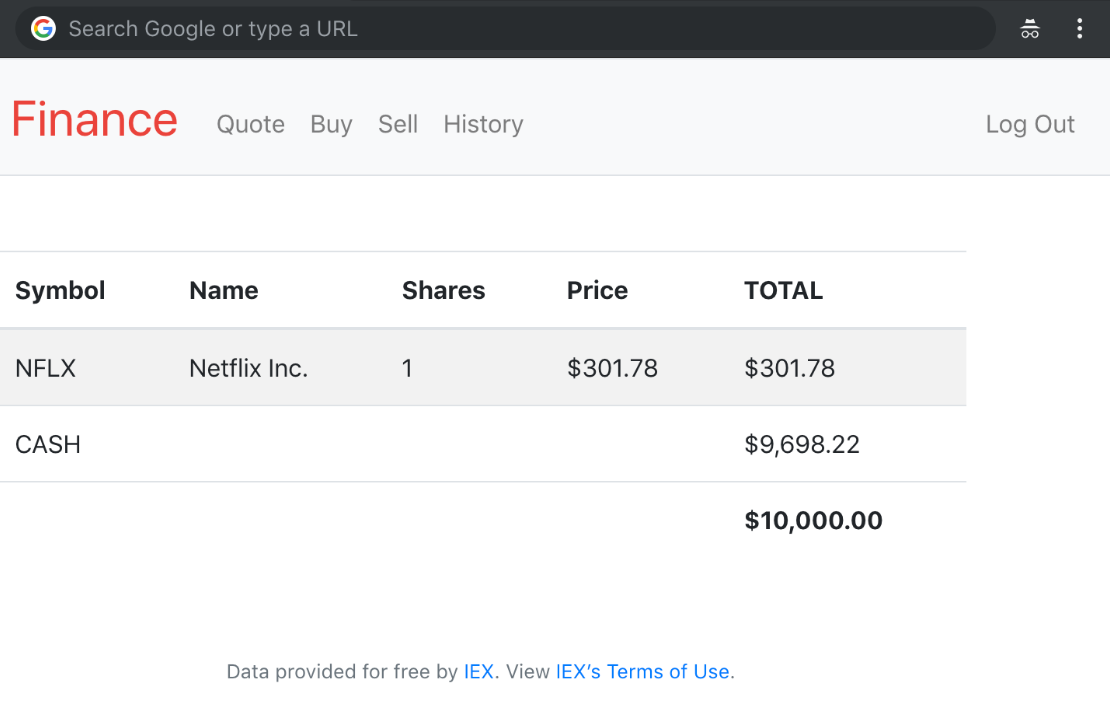 Search Google or type a URL
Finance Quote Buy Sell History Log Out
Symbol Name Shares Price TOTAL
NFLX Netflix Inc. 1 $301.78 $301.78
CASH $9,698.22
$10,000.00
Data provided for free by IEX. View IEX’s Terms of Use.